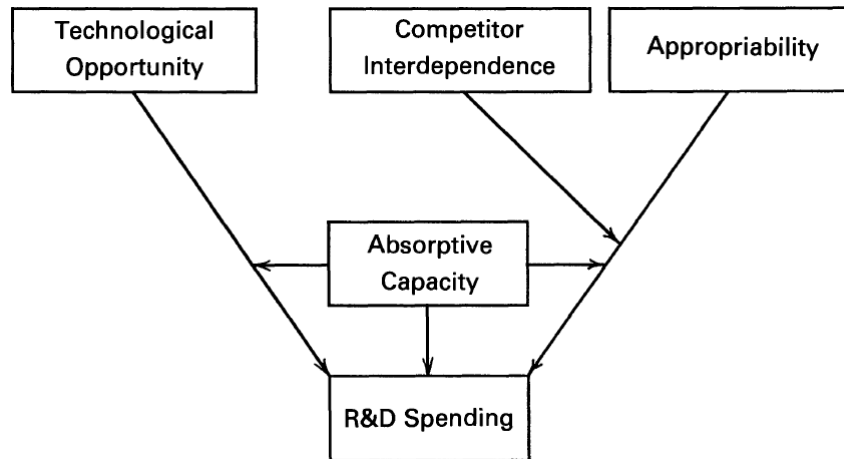 Technological
Opportunity
Competitor
Interdependence
Appropriability
Absorptive
Capacity
R&D Spending